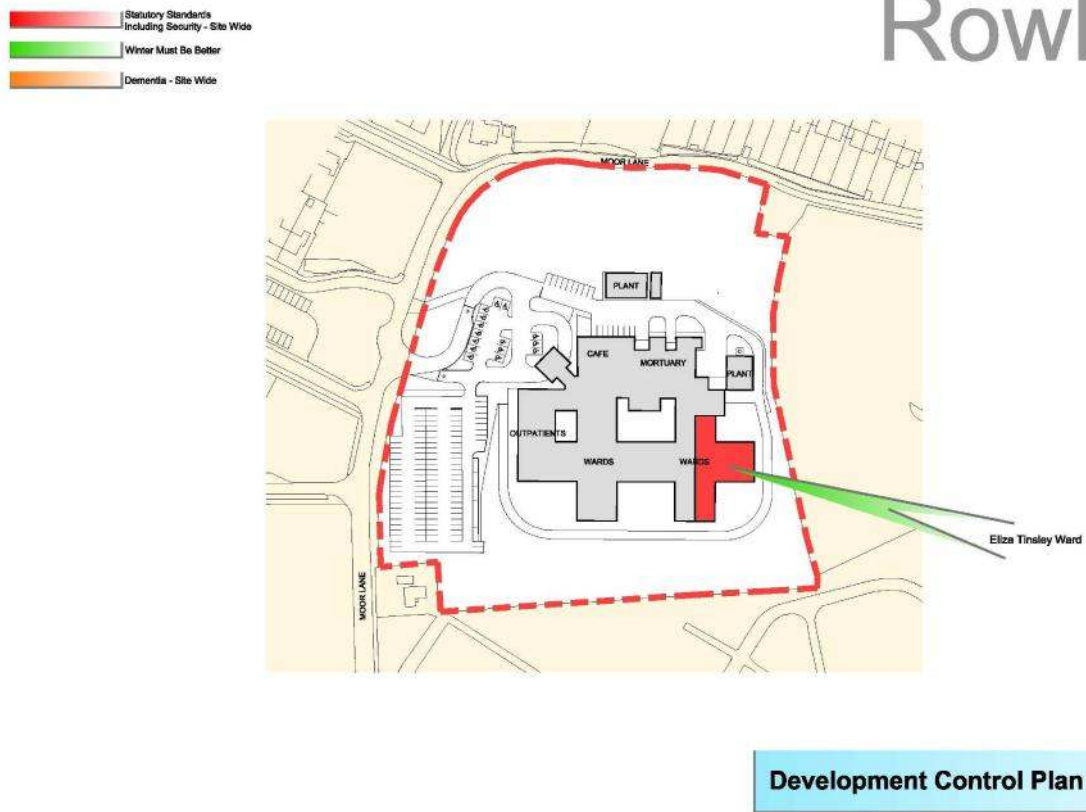 Statutory Standards
Including Security - Site Wide
Rowl
Winter Must Be Better
Dementia - Site Wide
MOOR LANE
PLANT
CAFE
MORTUARY
PLANT
OUTPATIENTS
WARDS
WARDS
Eliza Tinsley Ward
MOOR LANE
Development Control Plan